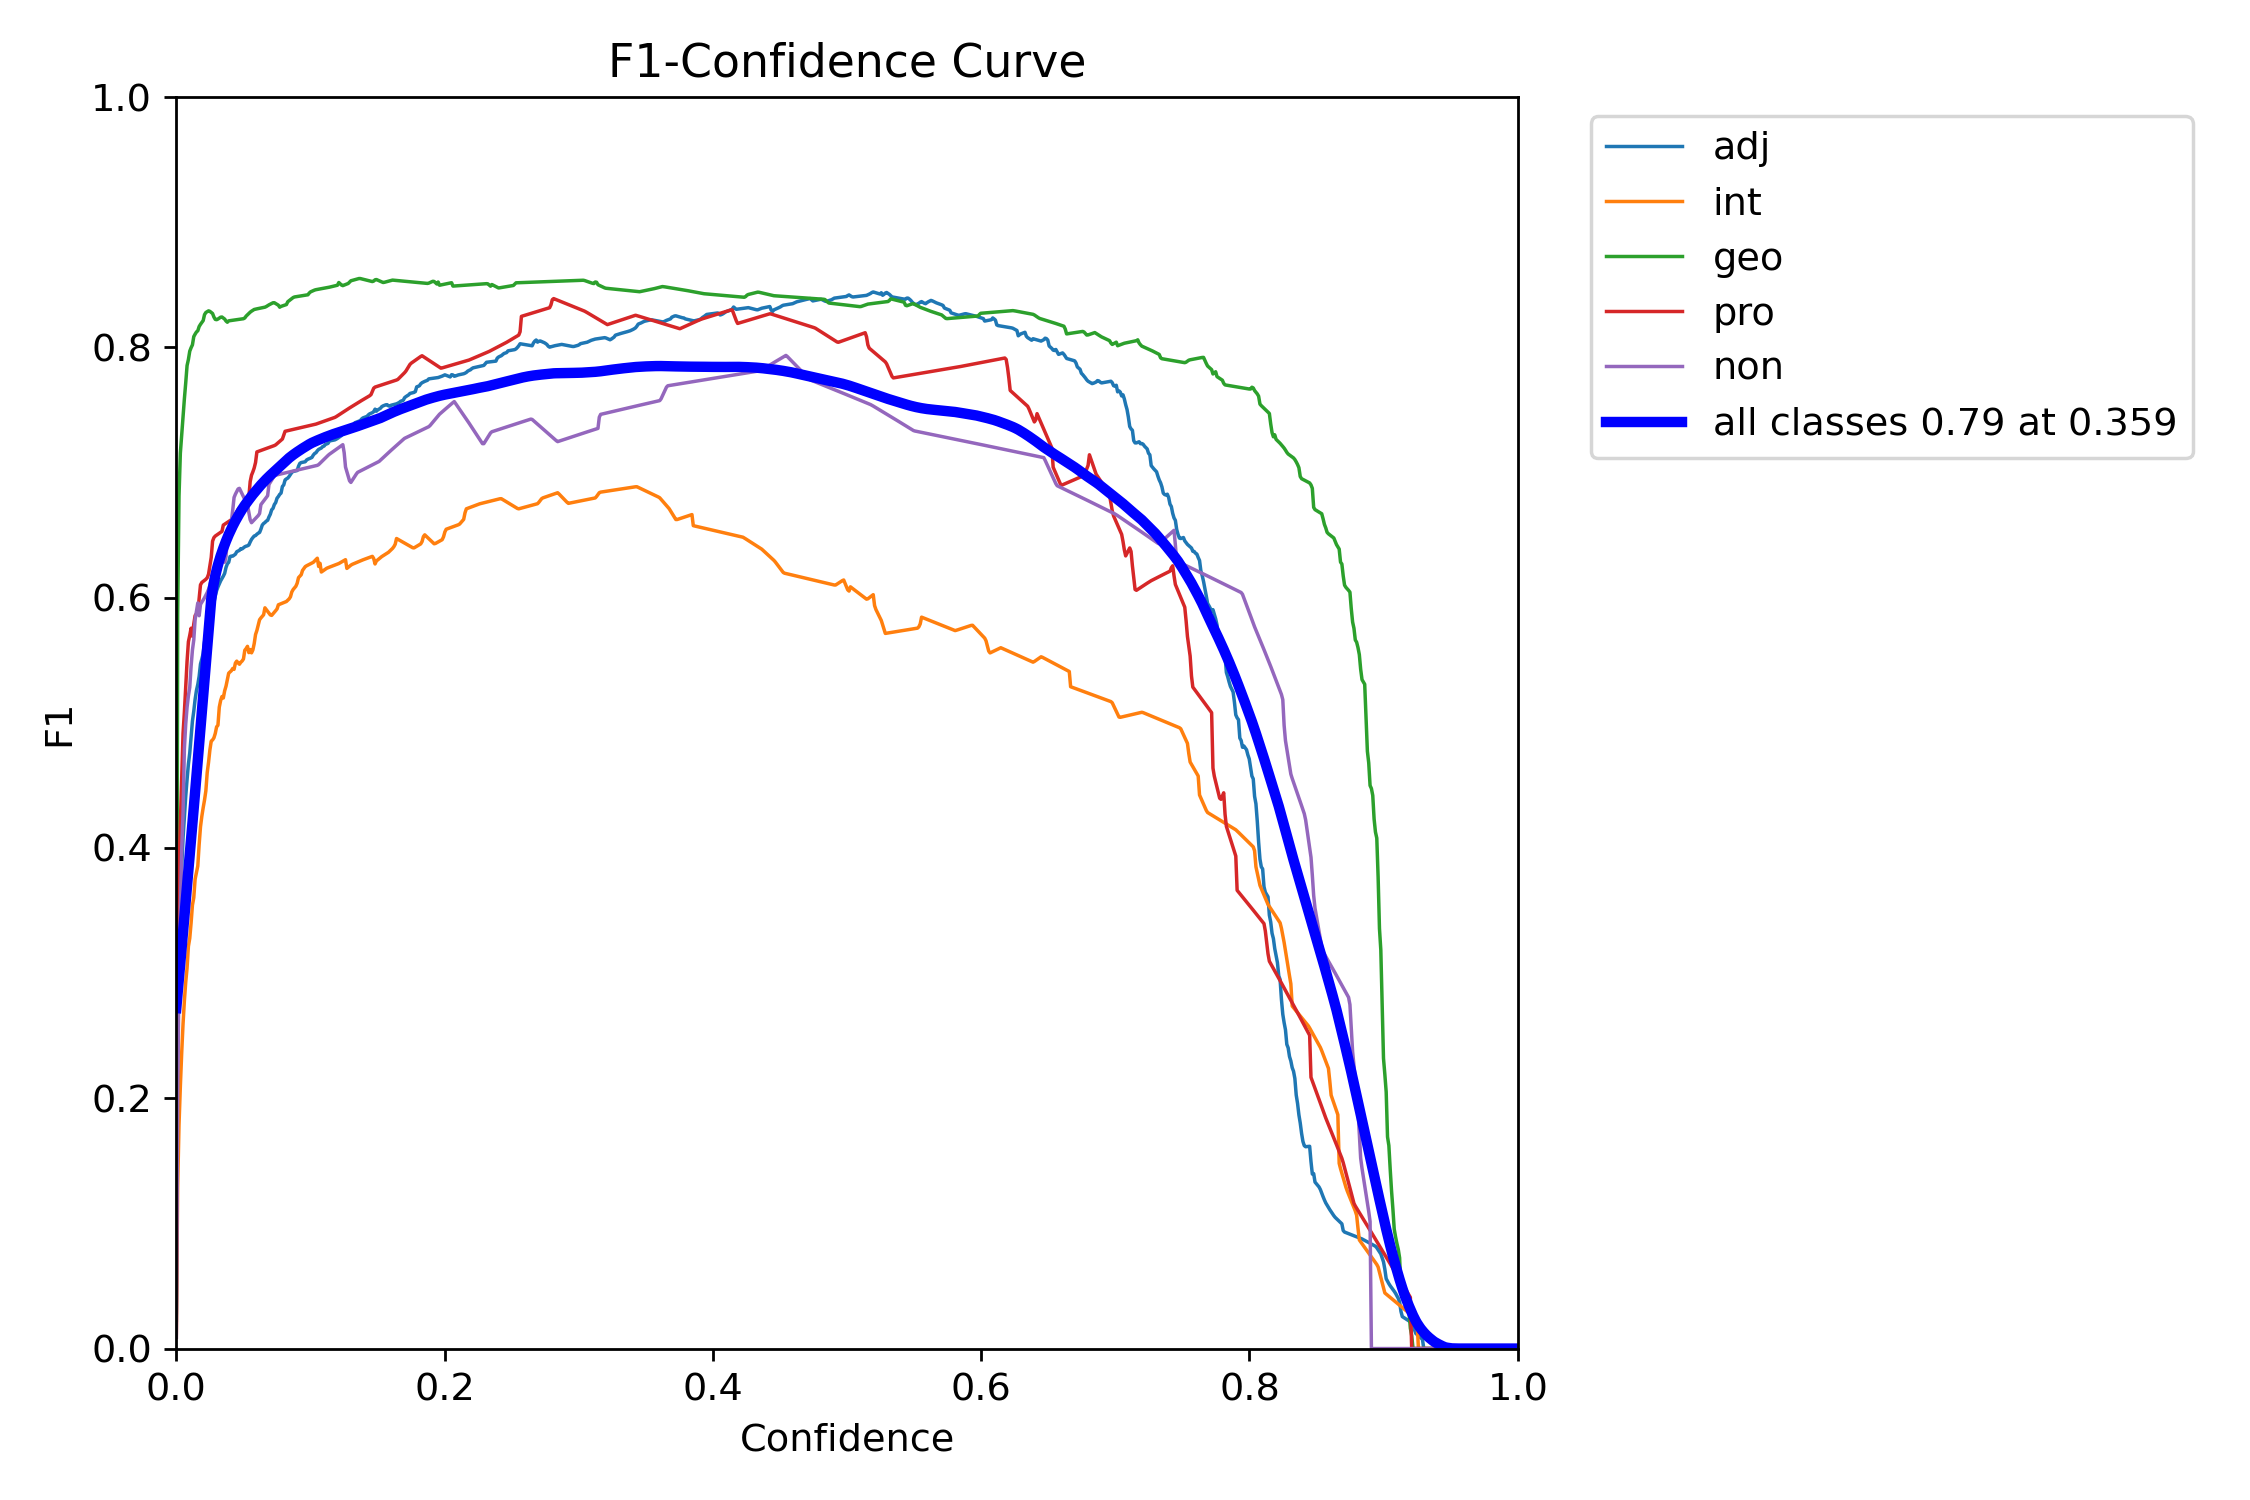 F1-Confidence Curve
1.0
0.8
0.6
0.4
0.2
0.0
F1
0.0 0.2 0.4 0.6 0.8 1.0
Confidence
adj
int
geo
pro
non
all classes 0.79 at 0.359